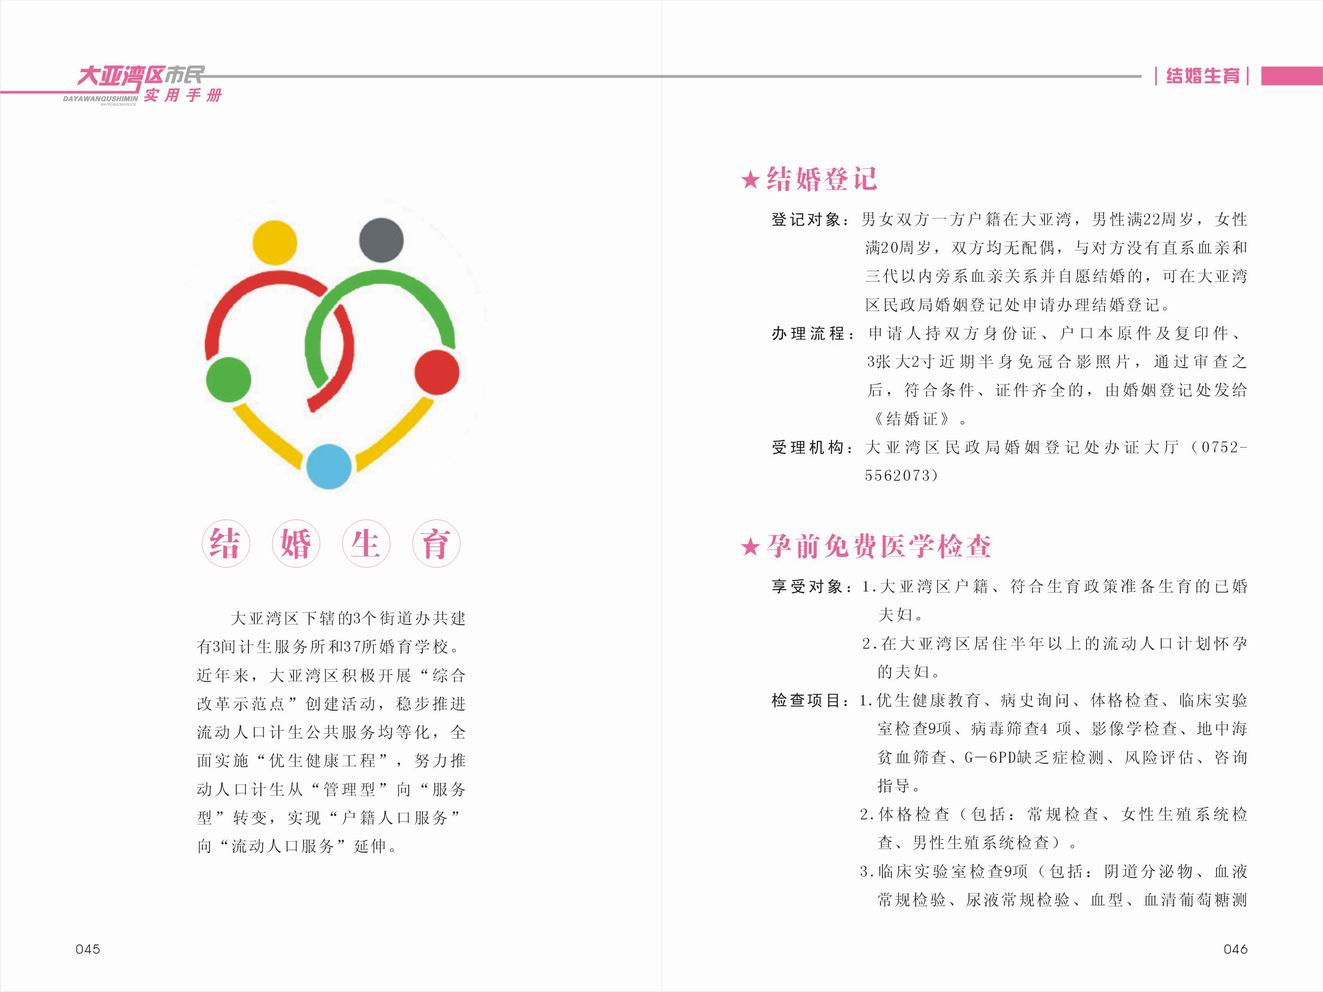 大亚湾区市民
DAYAWANQUSHIMIN 实用手册
结 婚 生 育
大亚湾区下辖的3个街道办共建
有3间计生服务所和37所婚育学校。
近年来，大亚湾区积极开展“综合
改革示范点”创建活动，稳步推进
流动人口计生公共服务均等化，全
面实施“优生健康工程”，努力推
动人口计生从“管理型”向“服务
型”转变，实现“户籍人口服务”
向“流动人口服务”延伸。
045
结婚生育
★结婚登记
登记对象：男女双方一方户籍在大亚湾，男性满22周岁，女性
满20周岁，双方均无配偶，与对方没有直系血亲和
三代以内旁系血亲关系并自愿结婚的，可在大亚湾
区民政局婚姻登记处申请办理结婚登记。
办理流程：申请人持双方身份证、户口本原件及复印件、
3张大2寸近期半身免冠合影照片，通过审查之
后，符合条件、证件齐全的，由婚姻登记处发给
《结婚证》。
受理机构：大亚湾区民政局婚姻登记处办证大厅（0752-
5562073）
★孕前免费医学检查
享受对象：1.大亚湾区户籍、符合生育政策准备生育的已婚
夫妇。
2.在大亚湾区居住半年以上的流动人口计划怀孕
的夫妇。
检查项目：1.优生健康教育、病史询问、体格检查、临床实验
室检查9项、病毒筛查4 项、影像学检查、地中海
贫血筛查、G—6PD缺乏症检测、风险评估、咨询
指导。
2.体格检查（包括：常规检查、女性生殖系统检
查、男性生殖系统检查）。
3.临床实验室检查9项（包括：阴道分泌物、血液
常规检验、尿液常规检验、血型、血清葡萄糖测
046